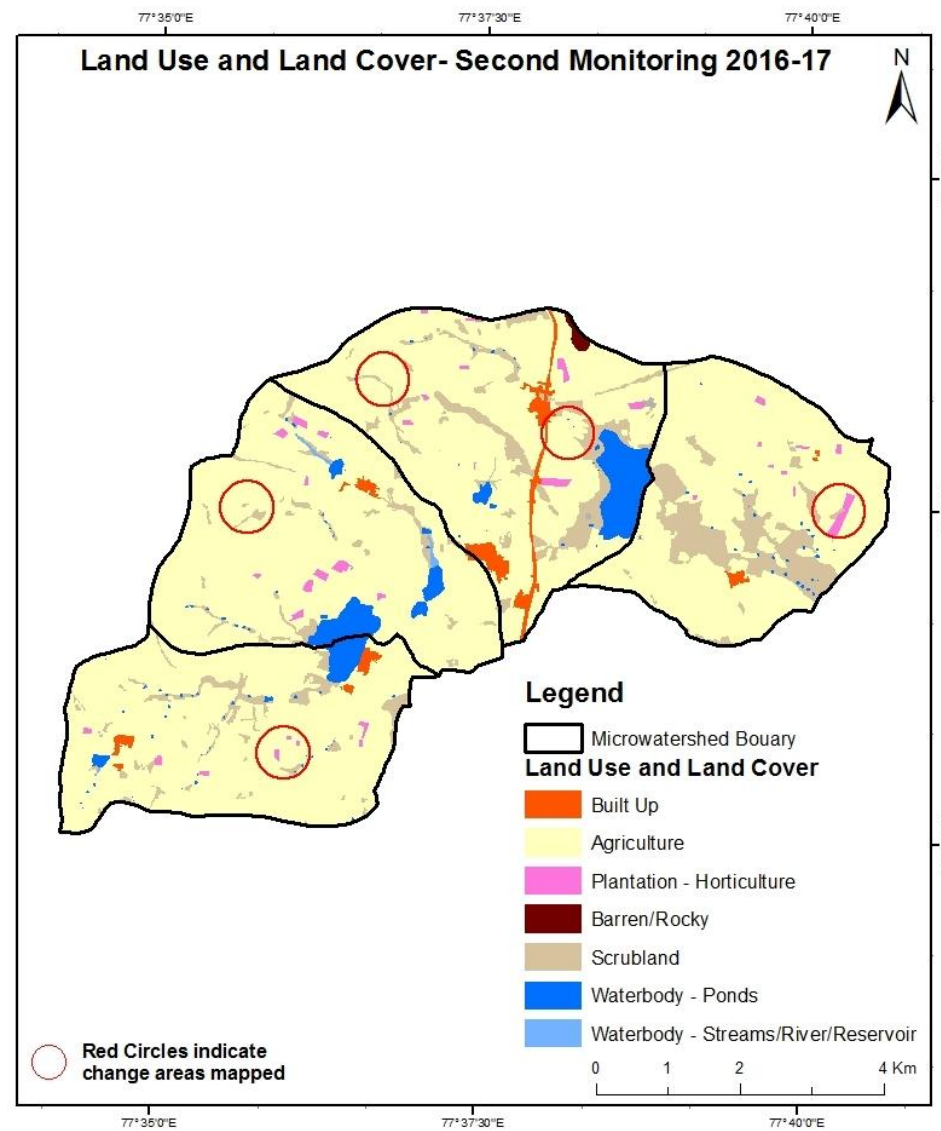 77°35'0"E
77°37'30"E
77°40'0"E
Land Use and Land Cover- Second Monitoring 2016-17
N
Legend
Microwatershed Bouary
Land Use and Land Cover
Built Up
Agriculture
Plantation - Horticulture
Barren/Rocky
Scrubland
Waterbody - Ponds
Waterbody - Streams/River/Reservoir
0 1 2 4 Km
Red Circles indicate
change areas mapped
77°35'0"E
77°37'30"E
77°40'0"E